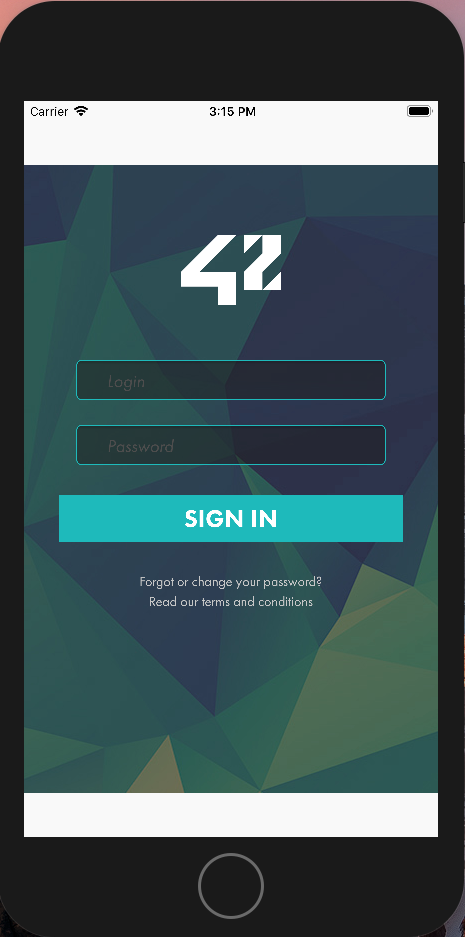 Carrier 3:15 PM
42
Login
Password
SIGN IN
Forgot or change your password?
Read our terms and conditions